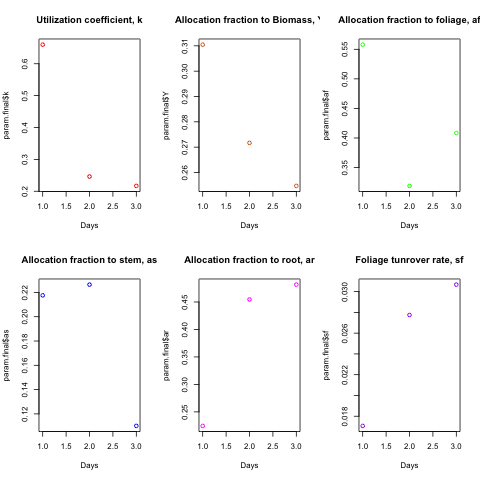 Utilization coefficient, k
param.final$k
0.2 0.3 0.4 0.6
1.0 1.5 2.0 2.5 3.0
Days
Allocation fraction to Biomass, Y
param.final$Y
0.26 0.27 0.28 0.29 0.30 0.31
1.0 1.5 2.0 2.5 3.0
Days
Allocation fraction to foliage, af
param.final$af
0.35 0.40 0.45 0.50 0.55
1.0 1.5 2.0 2.5 3.0
Days
Allocation fraction to stem, as
param.final$as
0.12 0.14 0.16 0.18 0.22
1.0 1.5 2.0 2.5 3.0
Days
Allocation fraction to root, ar
param.final$ar
0.25 0.30 0.35 0.40 0.45
1.0 1.5 2.0 2.5 3.0
Days
Foliage tunrover rate, sf
param.final$sf
0.018 0.022 0.026 0.030
1.0 1.5 2.0 2.5 3.0
Days